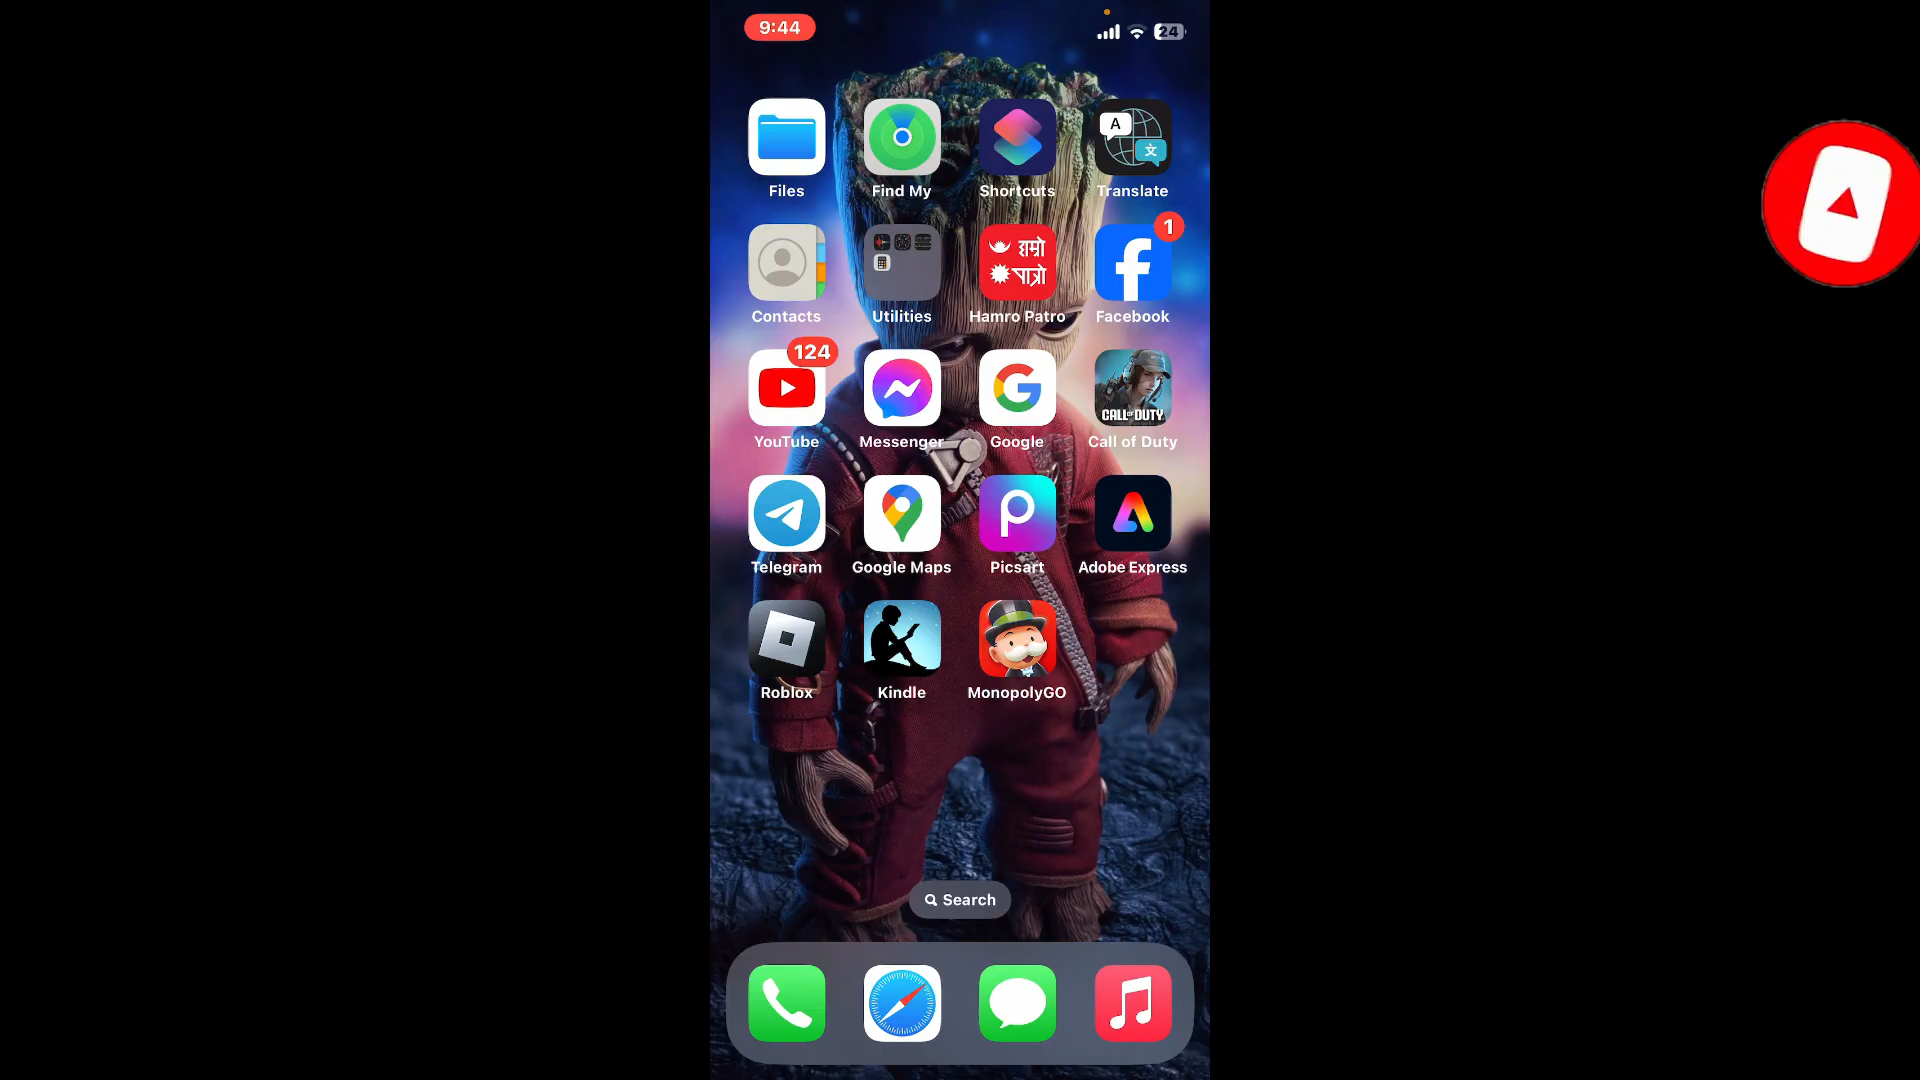 9:44
24
A
文
Files
Find My
Shortcuts
Translate
हाम्रो
पात्रो
1
Contacts
Utilities
Hamro Patro
Facebook
124
CALL OF DUTY
YouTube
Messenger
Google
Call of Duty
Telegram
Google Maps
Picsart
Adobe Express
Roblox
Kindle
MonopolyGO
Search